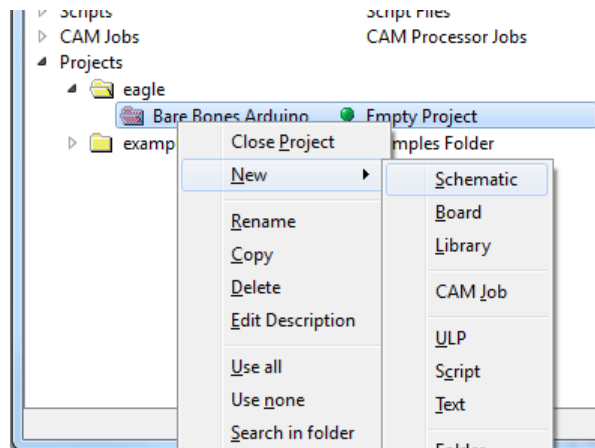 Scripts Script Files
CAM Jobs CAM Processor Jobs
Projects
eagle
Bare Bones Arduino Empty Project
examp mples Folder
Close Project
New
Rename
Copy
Delete
Edit Description
Use all
Use none
Search in folder
Schematic
Board
Library
CAM Job
ULP
Script
Text
Folder